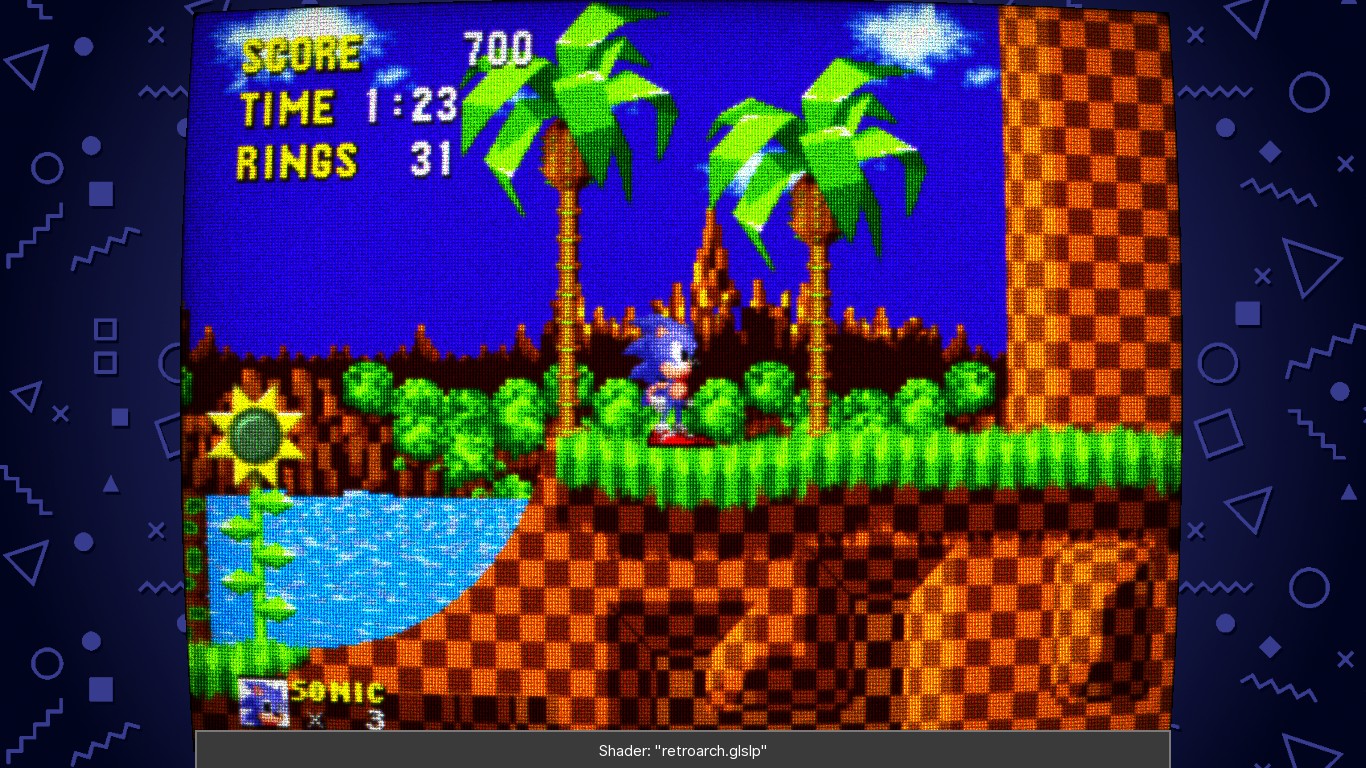 SCORE 700
TIME 1:23
RINGS 31
SONIC
× 3
Shader: "retroarch.glslp"